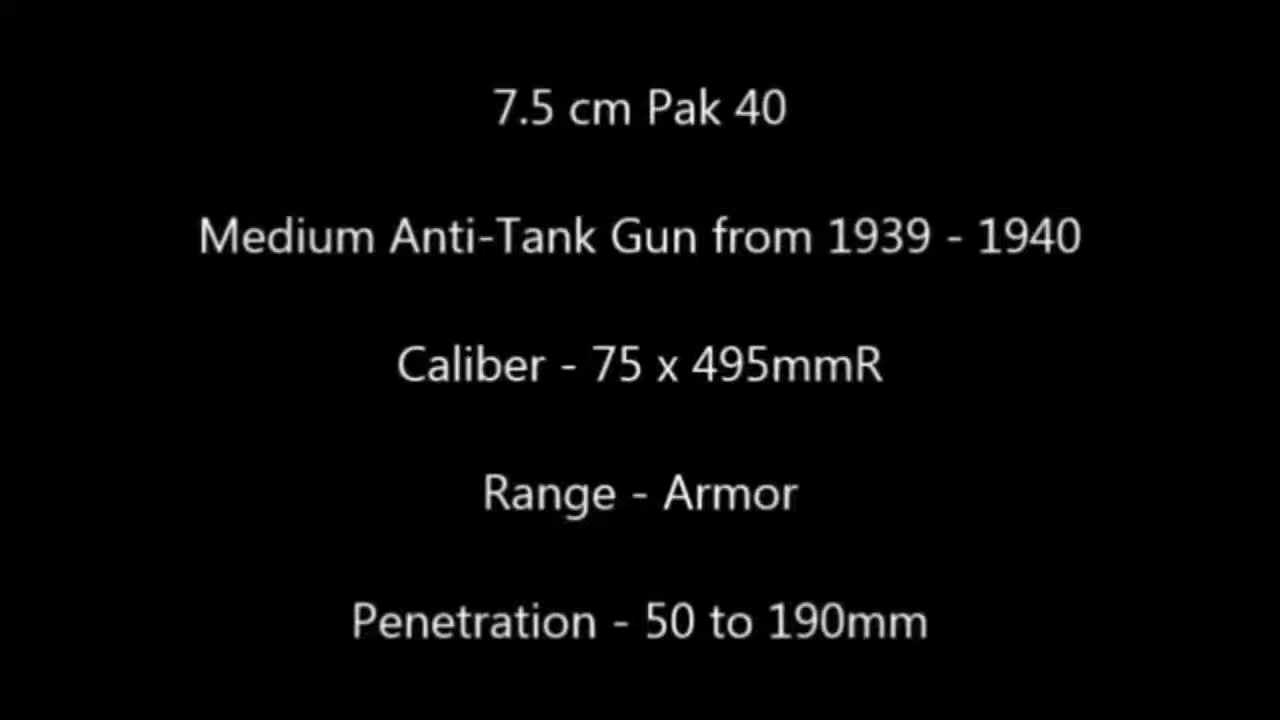 7.5 cm Pak 40
Medium Anti-Tank Gun from 1939 - 1940
Caliber - 75 x 495mmR
Range - Armor
Penetration - 50 to 190mm